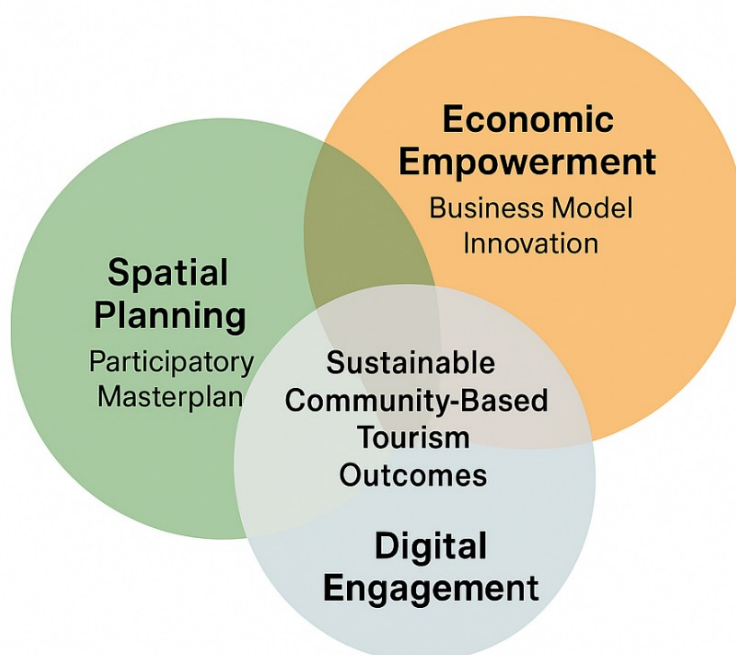 Economic
Empowerment
Business Model
Innovation
Spatial
Planning
Participatory
Masterplan
Sustainable
Community-Based
Tourism
Outcomes
Digital
Engagement